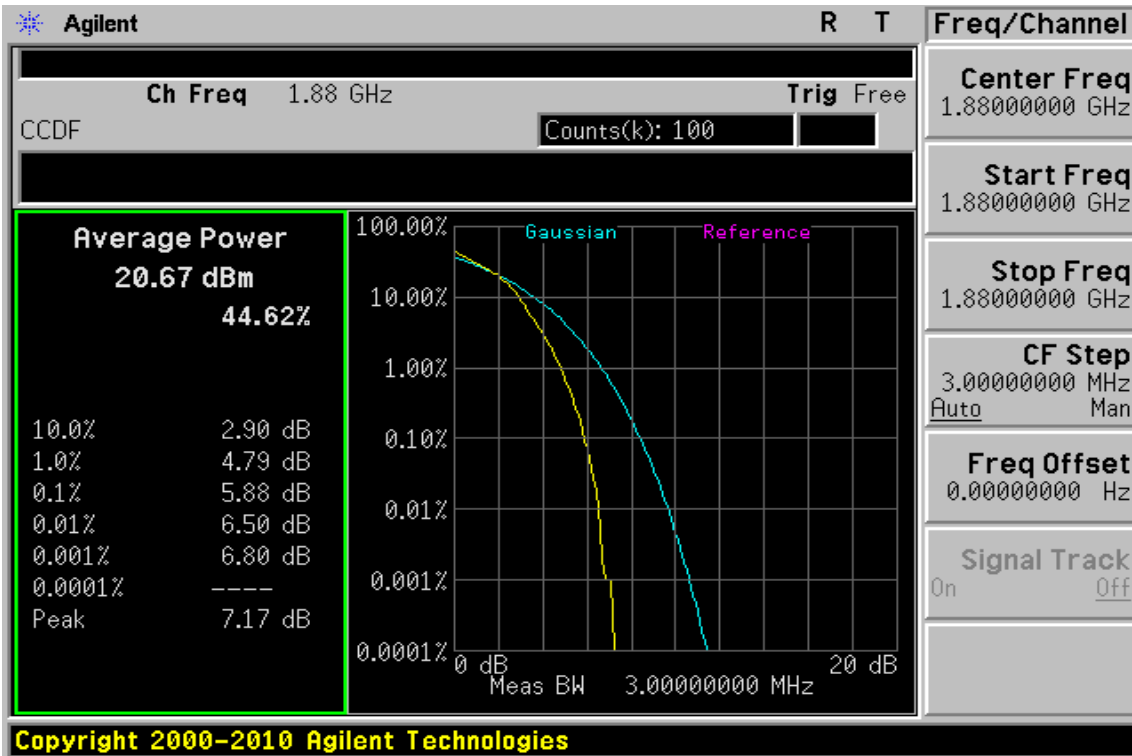 Agilent R T
Ch Freq 1.88 GHz Trig Free
CCDF Counts(k): 100
Average Power
20.67 dBm
44.62%
10.0% 2.90 dB
1.0% 4.79 dB
0.1% 5.88 dB
0.01% 6.50 dB
0.001% 6.80 dB
0.0001% ----
Peak 7.17 dB
Gaussian Reference
100.00%
10.00%
1.00%
0.10%
0.01%
0.001%
0.0001%
0 dB 20 dB
Meas BW 3.000000000 MHz
Freq/Channel
Center Freq
1.88000000 GHz
Start Freq
1.88000000 GHz
Stop Freq
1.88000000 GHz
CF Step
3.00000000 MHz
Auto Man
Freq Offset
0.00000000 Hz
Signal Track
On Off
Copyright 2000-2010 Agilent Technologies